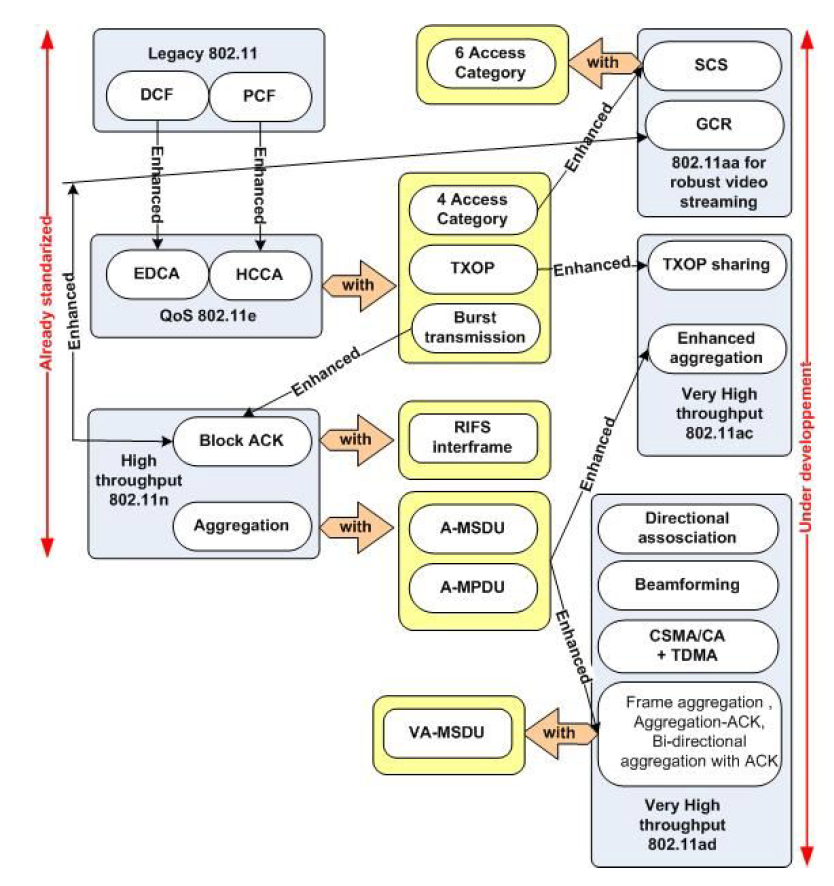 Already standarized
Legacy 802.11
DCF
PCF
Enhanced
Enhanced
EDCA
HCCA
QoS 802.11e
with
Enhanced
High
throughput
802.11n
Block ACK
Aggregation
with
with
6 Access
Category
with
4 Access
Category
TXOP
Burst
transmission
Enhanced
Enhanced
Enhanced
RIFS
interframe
A-MSDU
A-MPDU
Enhanced
Enhanced
VA-MSDU
with
SCS
GCR
802.11aa for
robust video
streaming
TXOP sharing
Enhanced
aggregation
Very High
throughput
802.11ac
Directional
assosciation
Beamforming
CSMA/CA
+ TDMA
Frame aggregation ,
Aggregation-ACK,
Bi-directional
aggregation with ACK
Very High
throughput
802.11ad
Under developpement